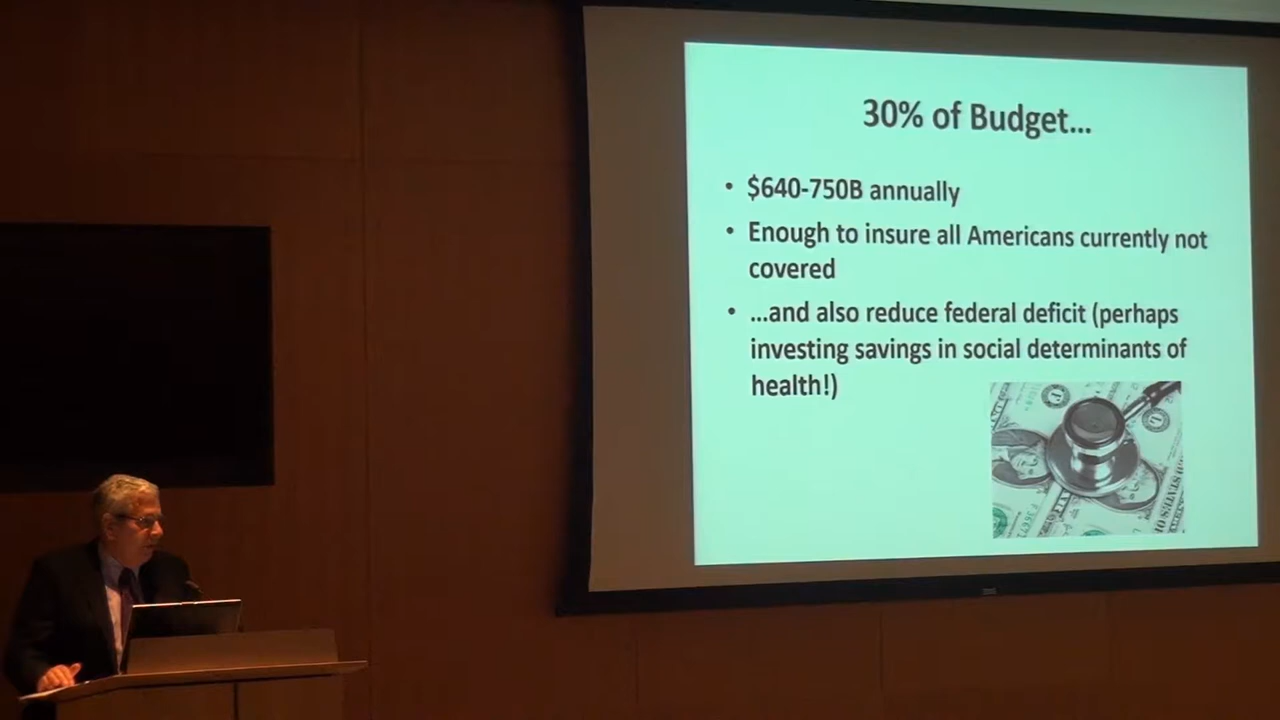 30% of Budget...
• $640-750B annually
• Enough to insure all Americans currently not
covered
• ...and also reduce federal deficit (perhaps
investing savings in social determinants of
health!)